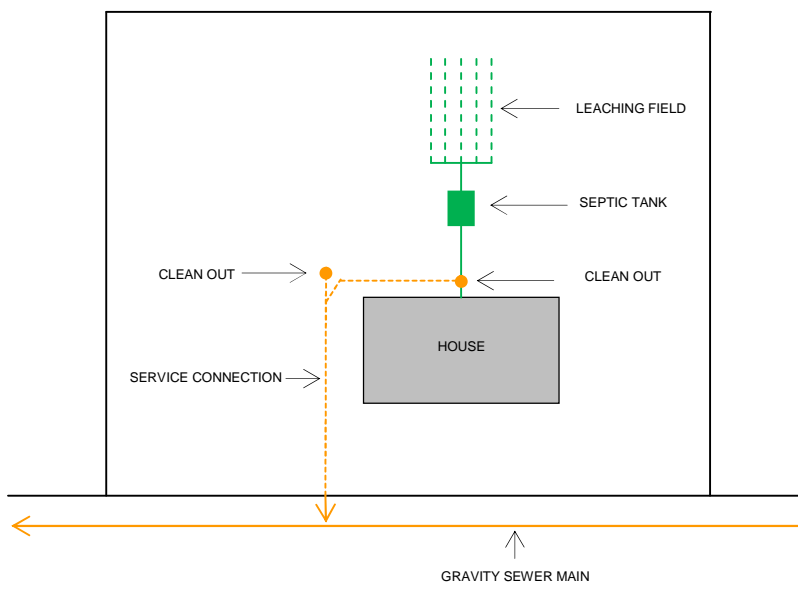 LEACHING FIELD
SEPTIC TANK
CLEAN OUT
CLEAN OUT
HOUSE
SERVICE CONNECTION
GRAVITY SEWER MAIN